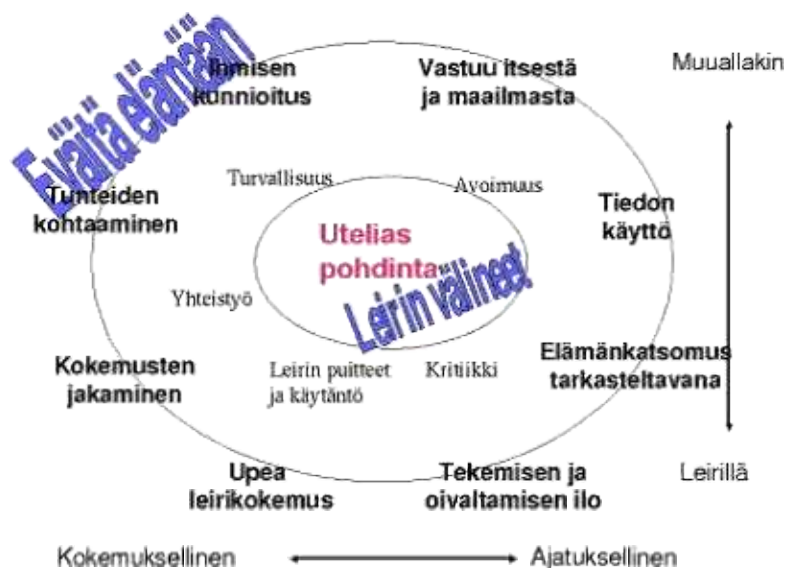 Eväitä elämään
Ihmisen
kunnioitus
Vastuu itsestä
ja maailmasta
Muuallakin
Turvallisuus
Avoimuus
Tunteiden
kohtaaminen
Tiedon
käyttö
Utelias
pohdinta
Leirin välineet
Yhteistyö
Kokemusten
jakaminen
Leirin puitteet
ja käytäntö
Kritiikki
Elämänkatsomus
tarkasteltavana
Upea
leirikokemus
Tekemisen ja
oivaltamisen ilo
Leirillä
Kokemuksellinen
Ajatuksellinen